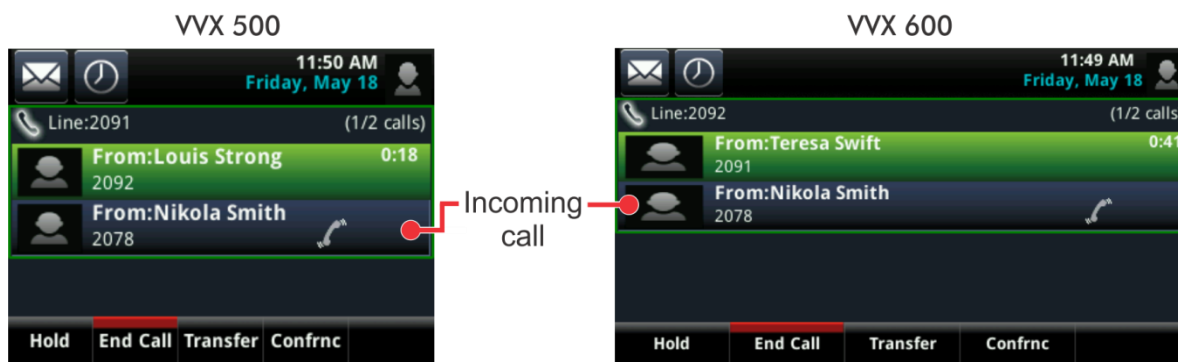 VVX 500
11:50 AM
Friday, May 18
Line:2091 (1/2 calls)
From:Louis Strong 0:18
2092
From:Nikola Smith
2078
Hold End Call Transfer Confrnc
Incoming
call
VVX 600
11:49 AM
Friday, May 18
Line:2092 (1/2 calls)
From:Teresa Swift 0:41
2091
From:Nikola Smith
2078
Hold End Call Transfer Confrnc